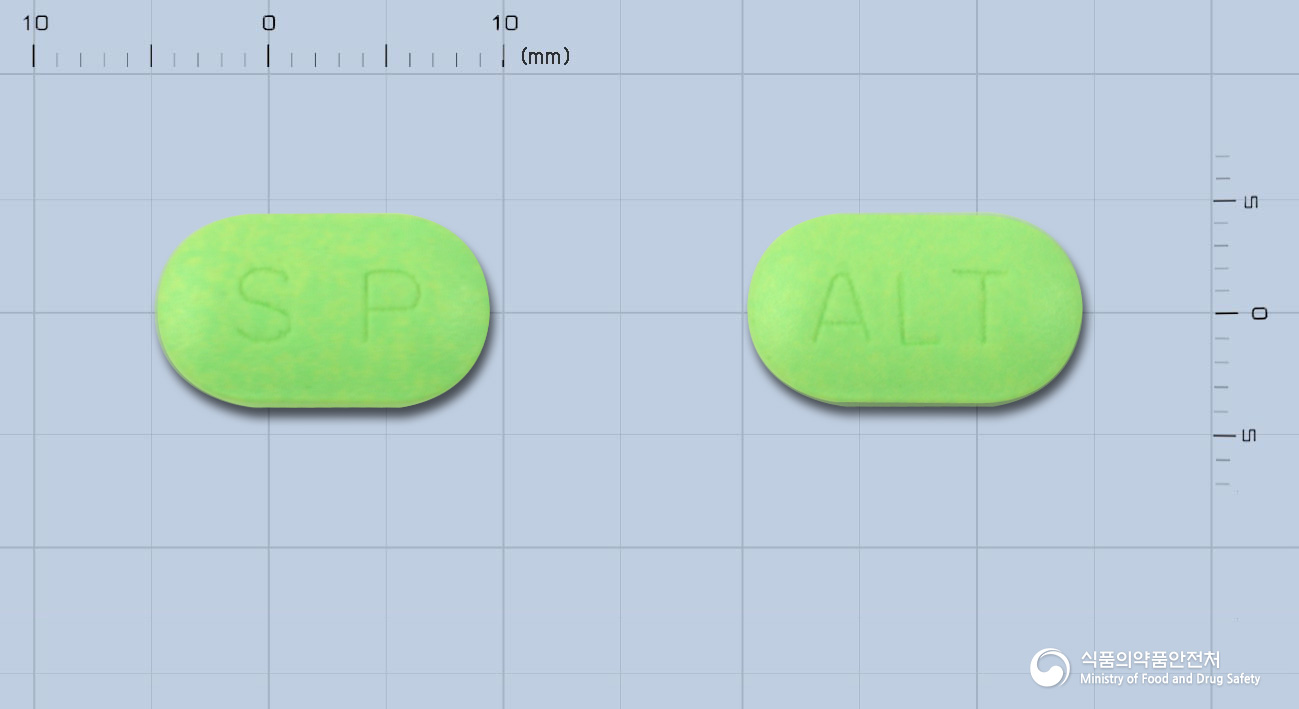 10 0 10
(mm)
S P
ALT
5
0
5
식품의약품안전처
Ministry of Food and Drug Safety